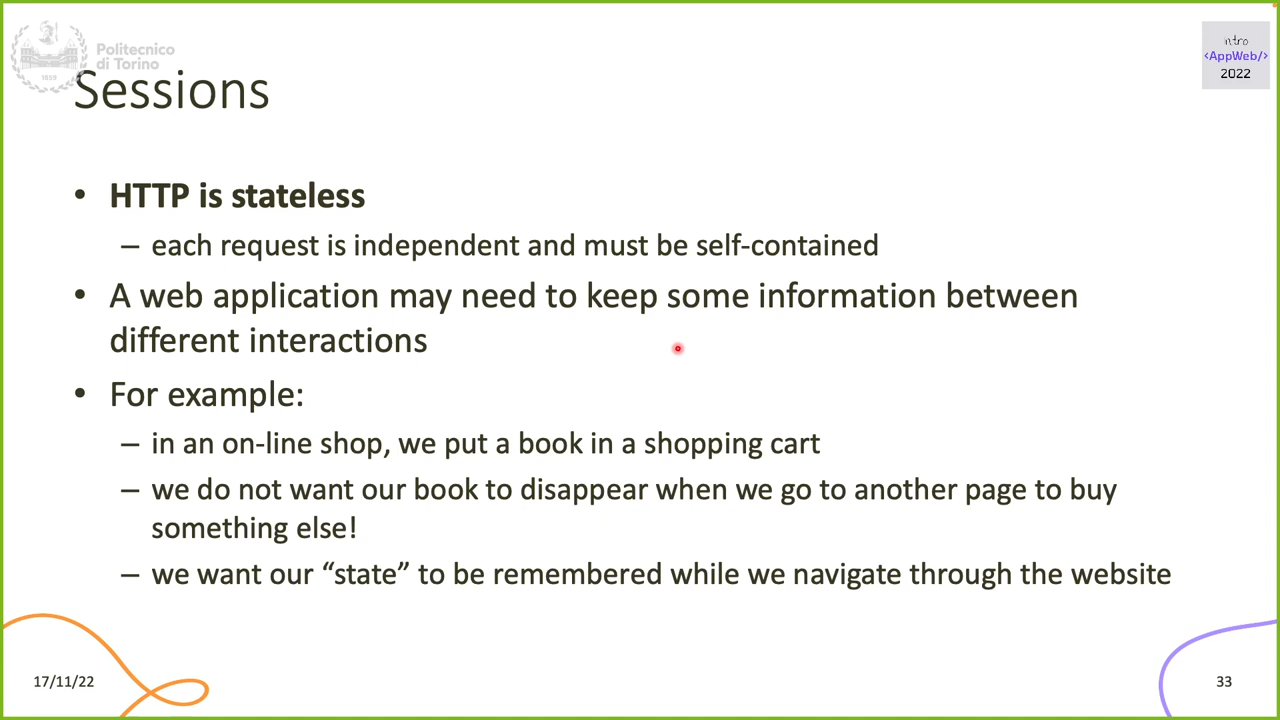 Politecnico
di Torino
1859
intro
<AppWeb/>
2022
Sessions
• HTTP is stateless
– each request is independent and must be self-contained
• A web application may need to keep some information between
different interactions
• For example:
– in an on-line shop, we put a book in a shopping cart
– we do not want our book to disappear when we go to another page to buy
something else!
– we want our “state” to be remembered while we navigate through the website
17/11/22
33